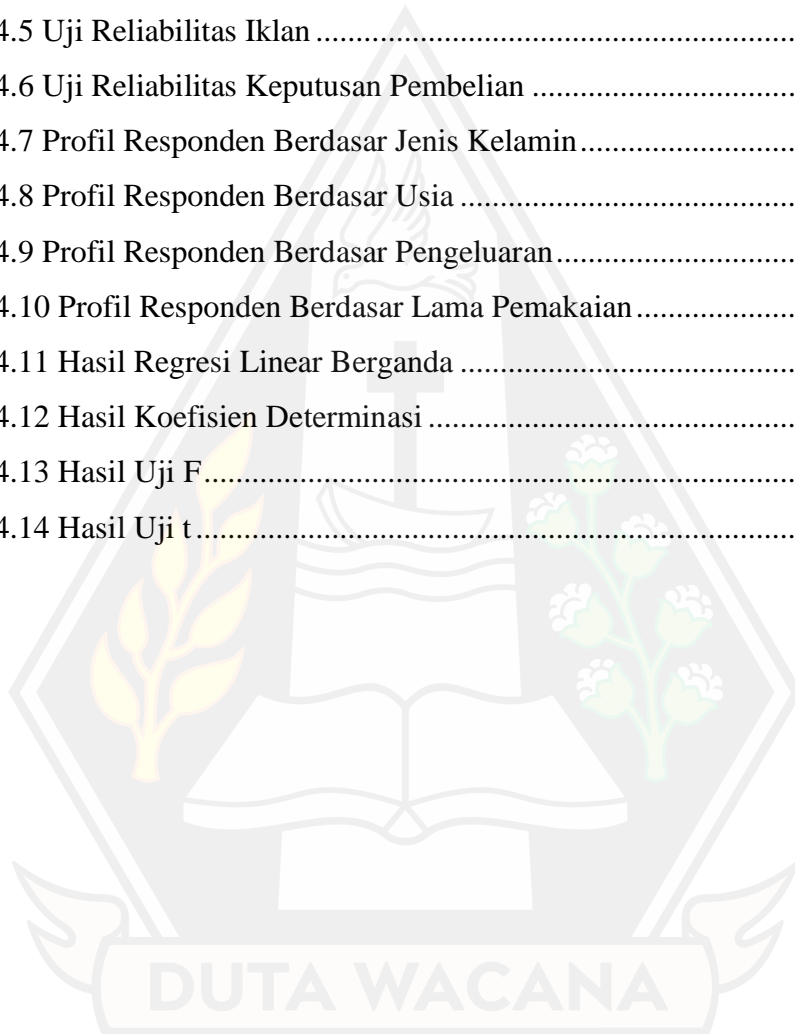 4.5 Uji Reliabilitas Iklan ............................................................
4.6 Uji Reliabilitas Keputusan Pembelian .................................
4.7 Profil Responden Berdasar Jenis Kelamin...........................
4.8 Profil Responden Berdasar Usia ..........................................
4.9 Profil Responden Berdasar Pengeluaran..............................
4.10 Profil Responden Berdasar Lama Pemakaian....................
4.11 Hasil Regresi Linear Berganda ..........................................
4.12 Hasil Koefisien Determinasi ..............................................
4.13 Hasil Uji F..........................................................................
4.14 Hasil Uji t...........................................................................
DUTA WACANA